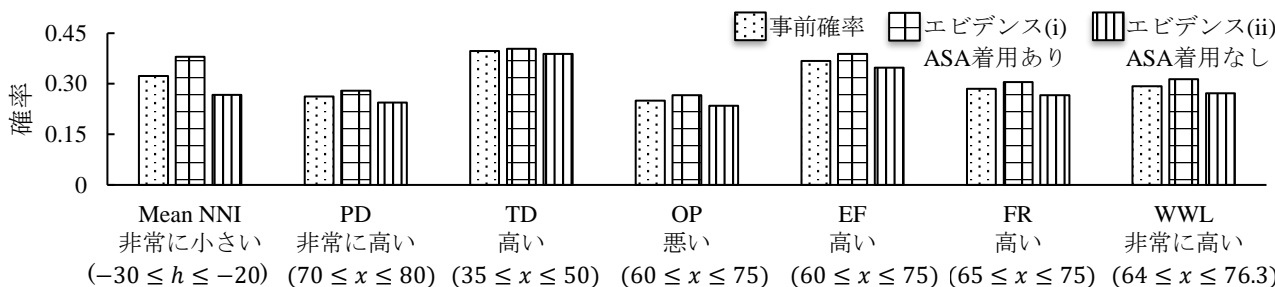 事前確率 エビデンス(i) エビデンス(ii)
ASA着用あり ASA着用なし
確率
0.45
0.30
0.15
0
Mean NNI PD TD OP EF FR WWL
非常に小さい 非常に高い 高い 悪い 高い 高い 非常に高い
(−30 ≤ h ≤ −20) (70 ≤ x ≤ 80) (35 ≤ x ≤ 50) (60 ≤ x ≤ 75) (60 ≤ x ≤ 75) (65 ≤ x ≤ 75) (64 ≤ x ≤ 76.3)